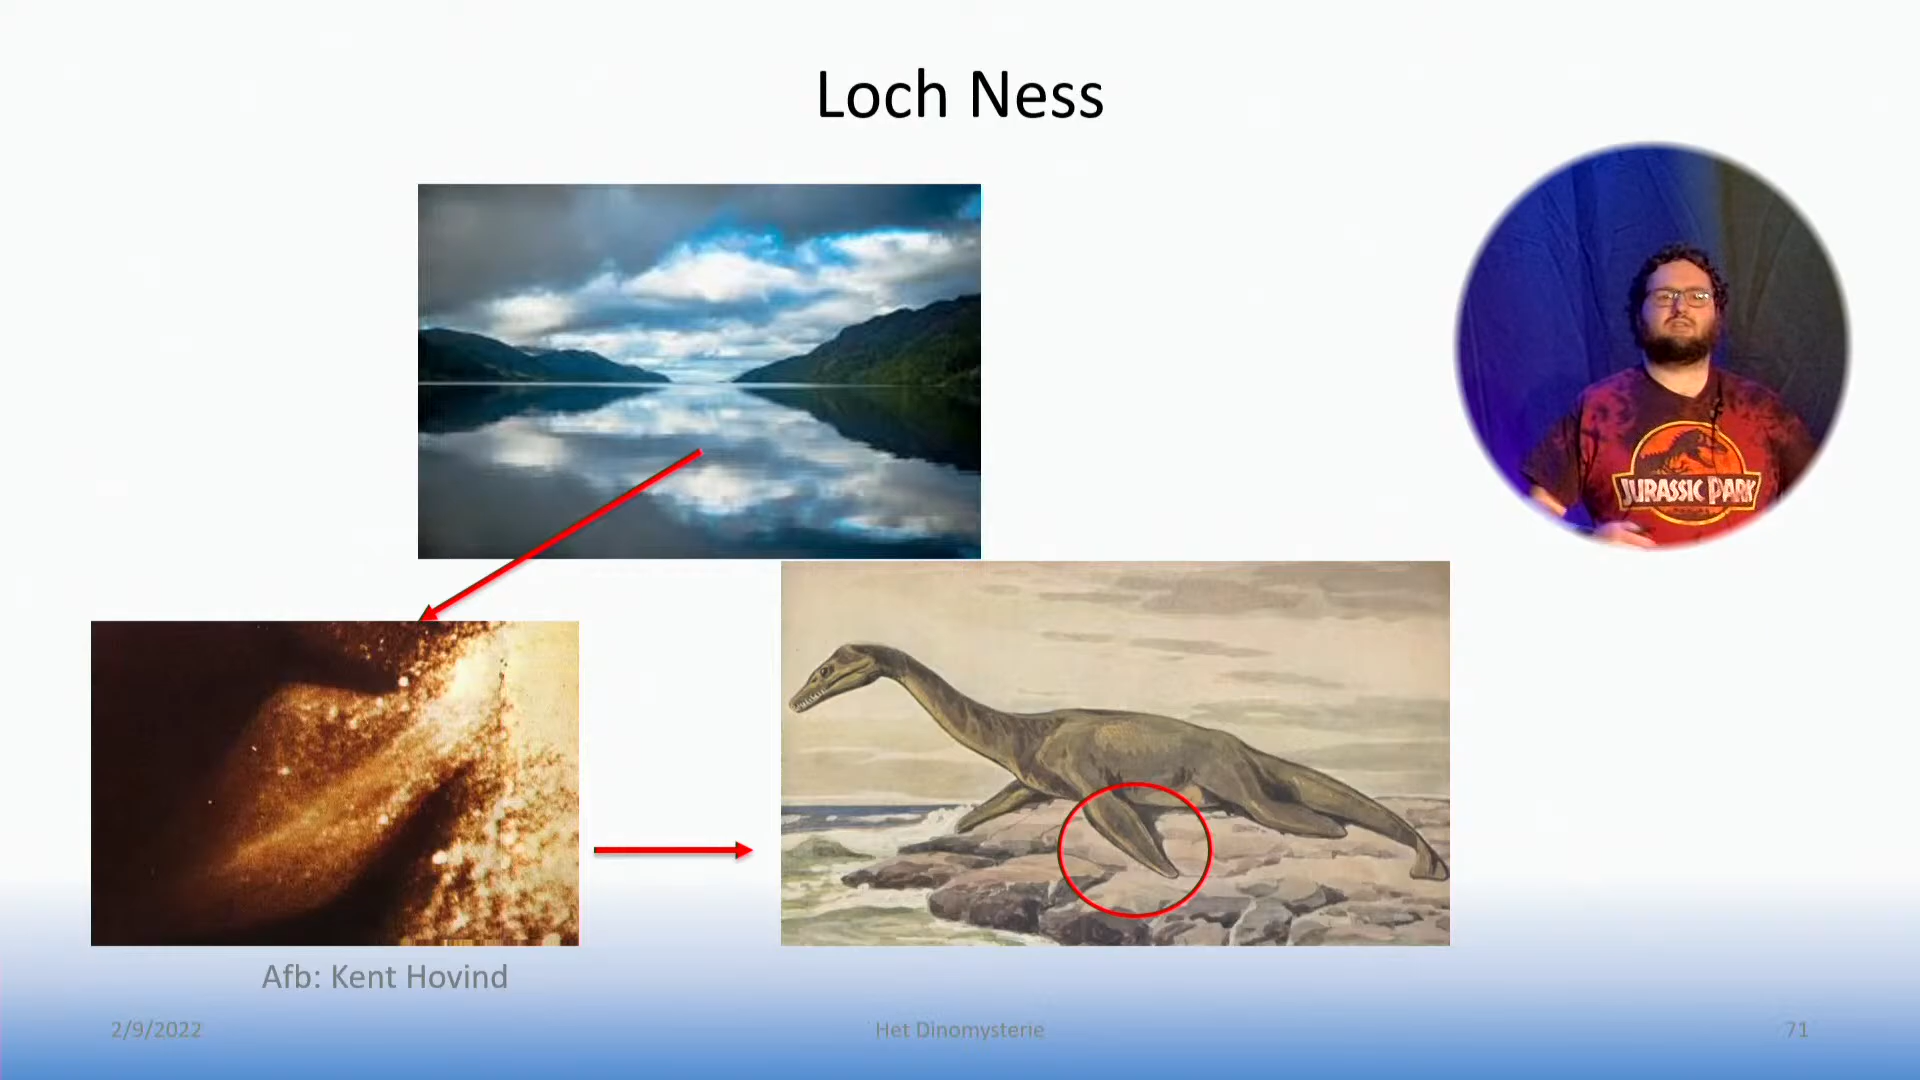 Loch Ness
JURASSIC PARK
Afb: Kent Hovind
2/9/2022
Het Dinomysterie
71